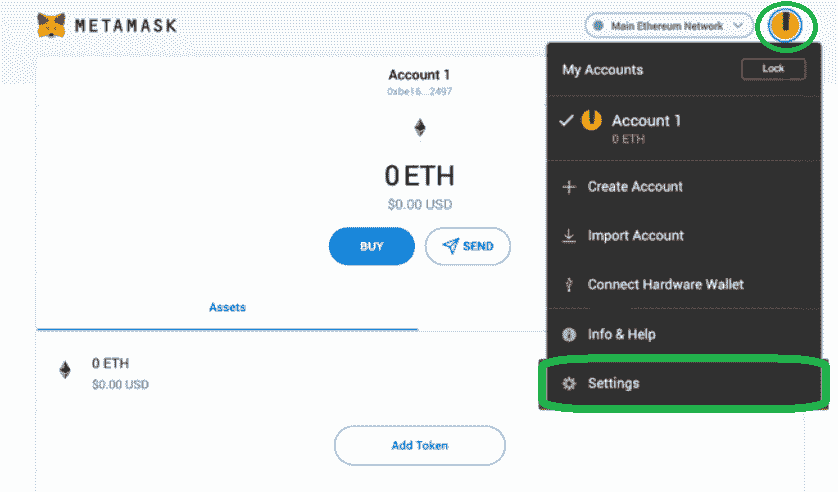 METAMASK
Main Ethereum Network
Account 1
0xbe16...2497
0 ETH
$0.00 USD
BUY
SEND
Assets
0 ETH
$0.00 USD
Add Token
My Accounts
Lock
Account 1
0 ETH
Create Account
Import Account
Connect Hardware Wallet
Info & Help
Settings